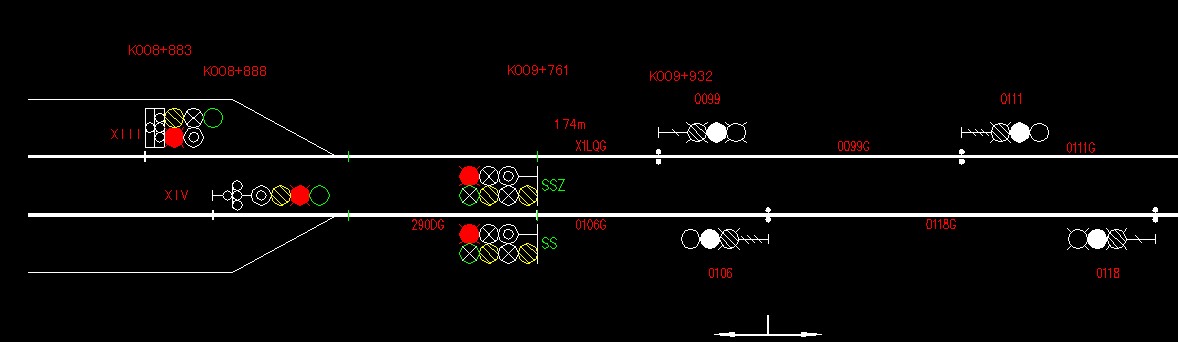 K008+883
K008+888
K009+761
K009+932
0099
0111
174m
XIII
X1LQG
0099G
0111G
XIV
SSZ
290DG
0106G
0118G
SS
0106
0118